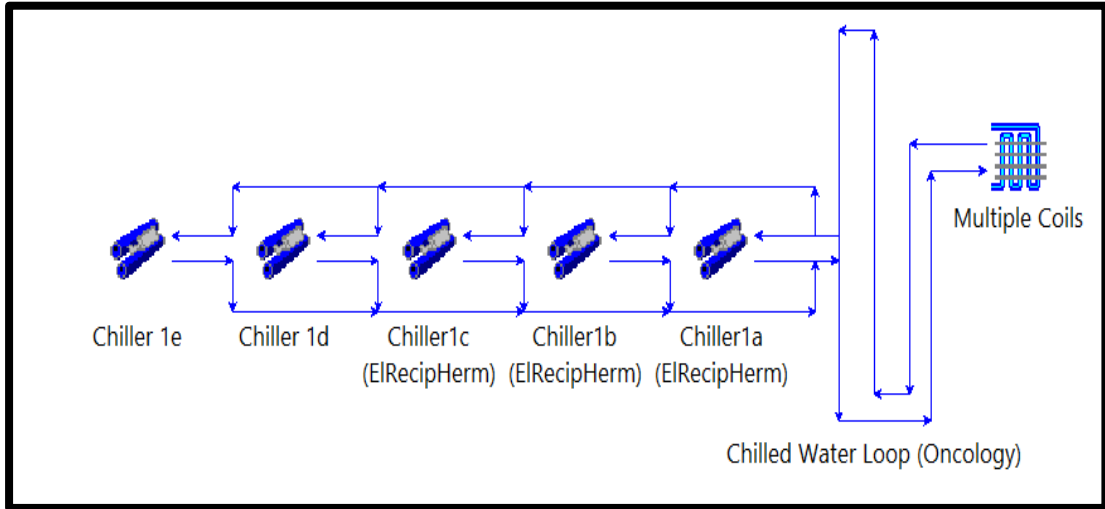 Multiple Coils
Chiller 1e
Chiller 1d
Chiller1c
(ElRecipHerm)
Chiller1b
(ElRecipHerm)
Chiller1a
(ElRecipHerm)
Chilled Water Loop (Oncology)